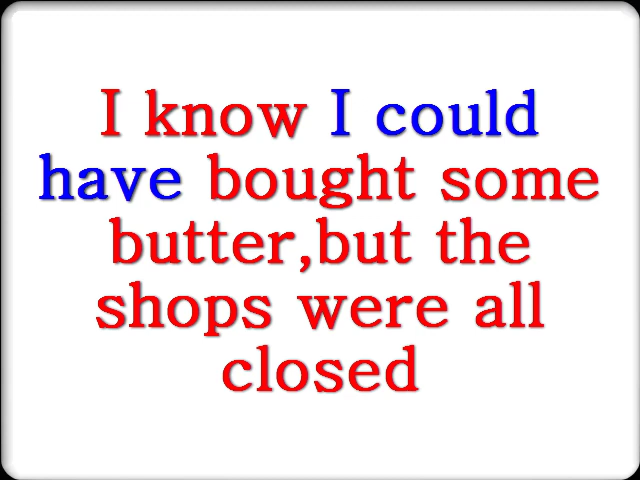 I know I could
have bought some
butter,but the
shops were all
closed